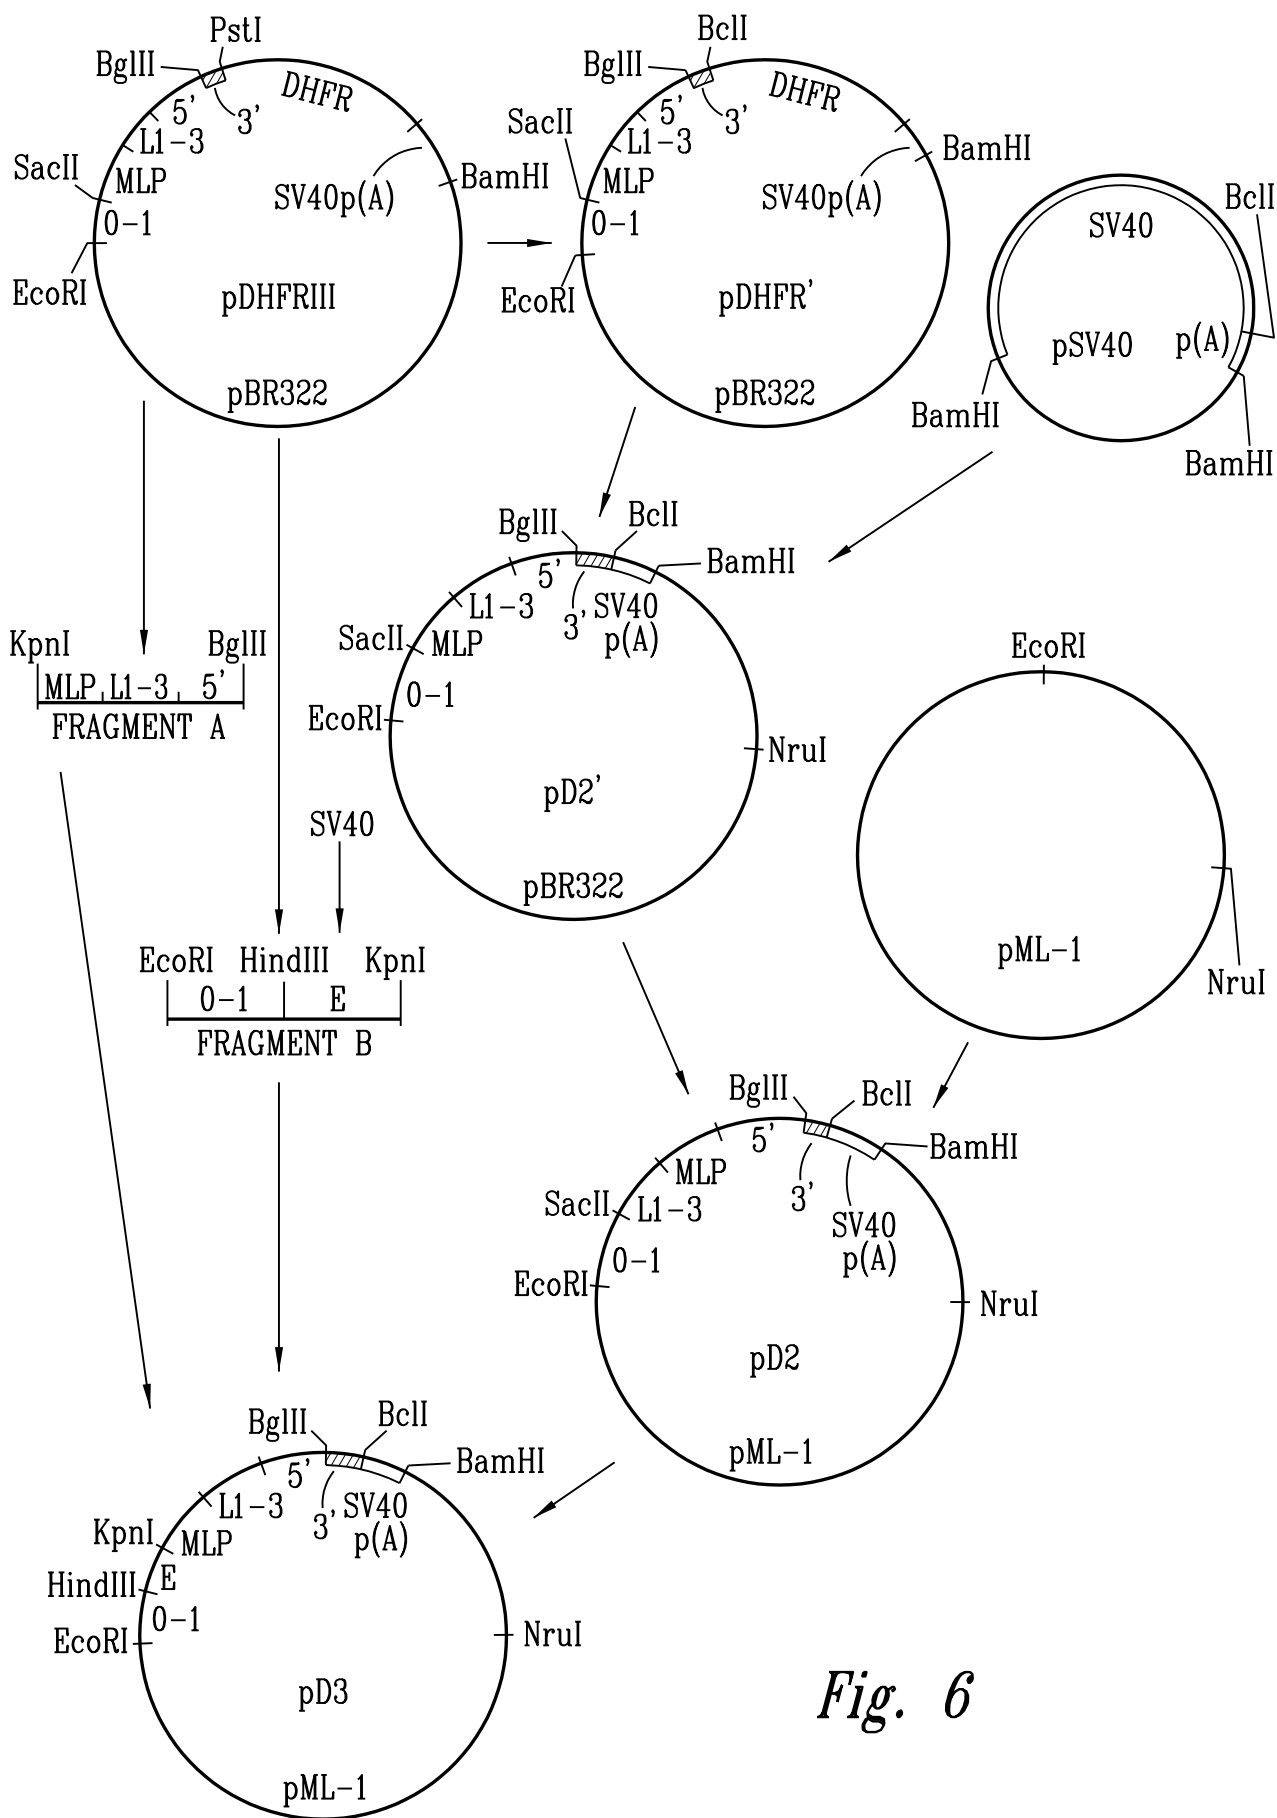 PstI
BglII
DHFR
5'
3'
L1-3
SacII
MLP
BamHI
SV40p(A)
0-1
EcoRI
pDHFRIII
pBR322
BclI
BglII
DHFR
5'
3'
SacII
L1-3
BamHI
MLP
SV40p(A)
0-1
EcoRI
pDHFR'
pBR322
BclI
SV40
pSV40
p(A)
BamHI
BamHI
BglII
BclI
BamHI
5'
L1-3
3'
SV40
p(A)
SacII
MLP
0-1
EcoRI
NruI
pD2'
pBR322
KpnI
BglII
MLP
L1-3
5'
FRAGMENT A
EcoRI
NruI
pML-1
SV40
EcoRI
HindIII
KpnI
0-1
E
FRAGMENT B
BglII
BclI
BamHI
5'
MLP
3'
SacII
L1-3
SV40
p(A)
0-1
EcoRI
NruI
pD2
pML-1
BglII
BclI
BamHI
5'
L1-3
3'
SV40
p(A)
KpnI
MLP
HindIII
E
0-1
EcoRI
NruI
pD3
pML-1
Fig. 6